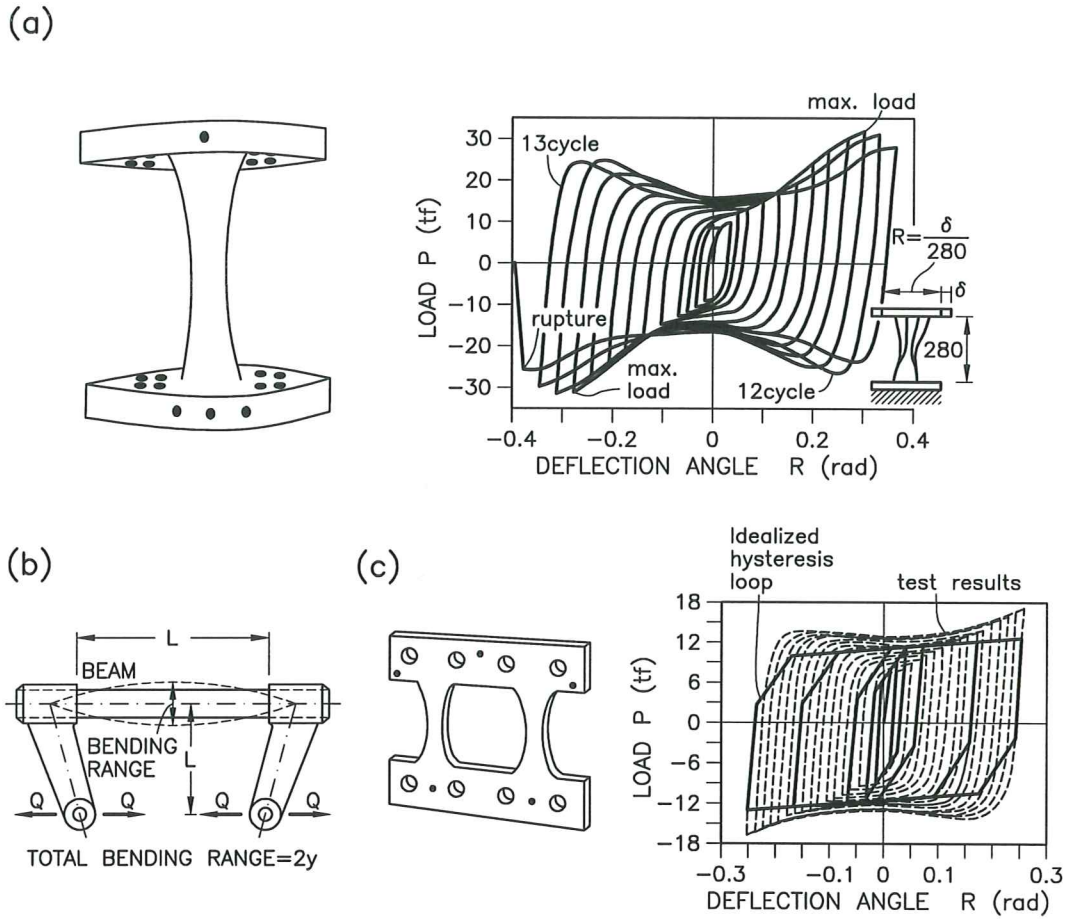 (a)
max. load
30
20
10
0
−10
−20
−30
LOAD P (tf)
13cycle
rupture
max.
load
12cycle
R=δ/280
δ
280
−0.4
−0.2
0
0.2
0.4
DEFLECTION ANGLE R (rad)
(b)
L
BEAM
BENDING
RANGE
L
Q
Q
Q
Q
TOTAL BENDING RANGE=2y
(c)
Idealized
hysteresis
loop
test results
18
12
6
0
−6
−12
−18
LOAD P (tf)
−0.3
−0.1
0
0.1
0.3
DEFLECTION ANGLE R (rad)